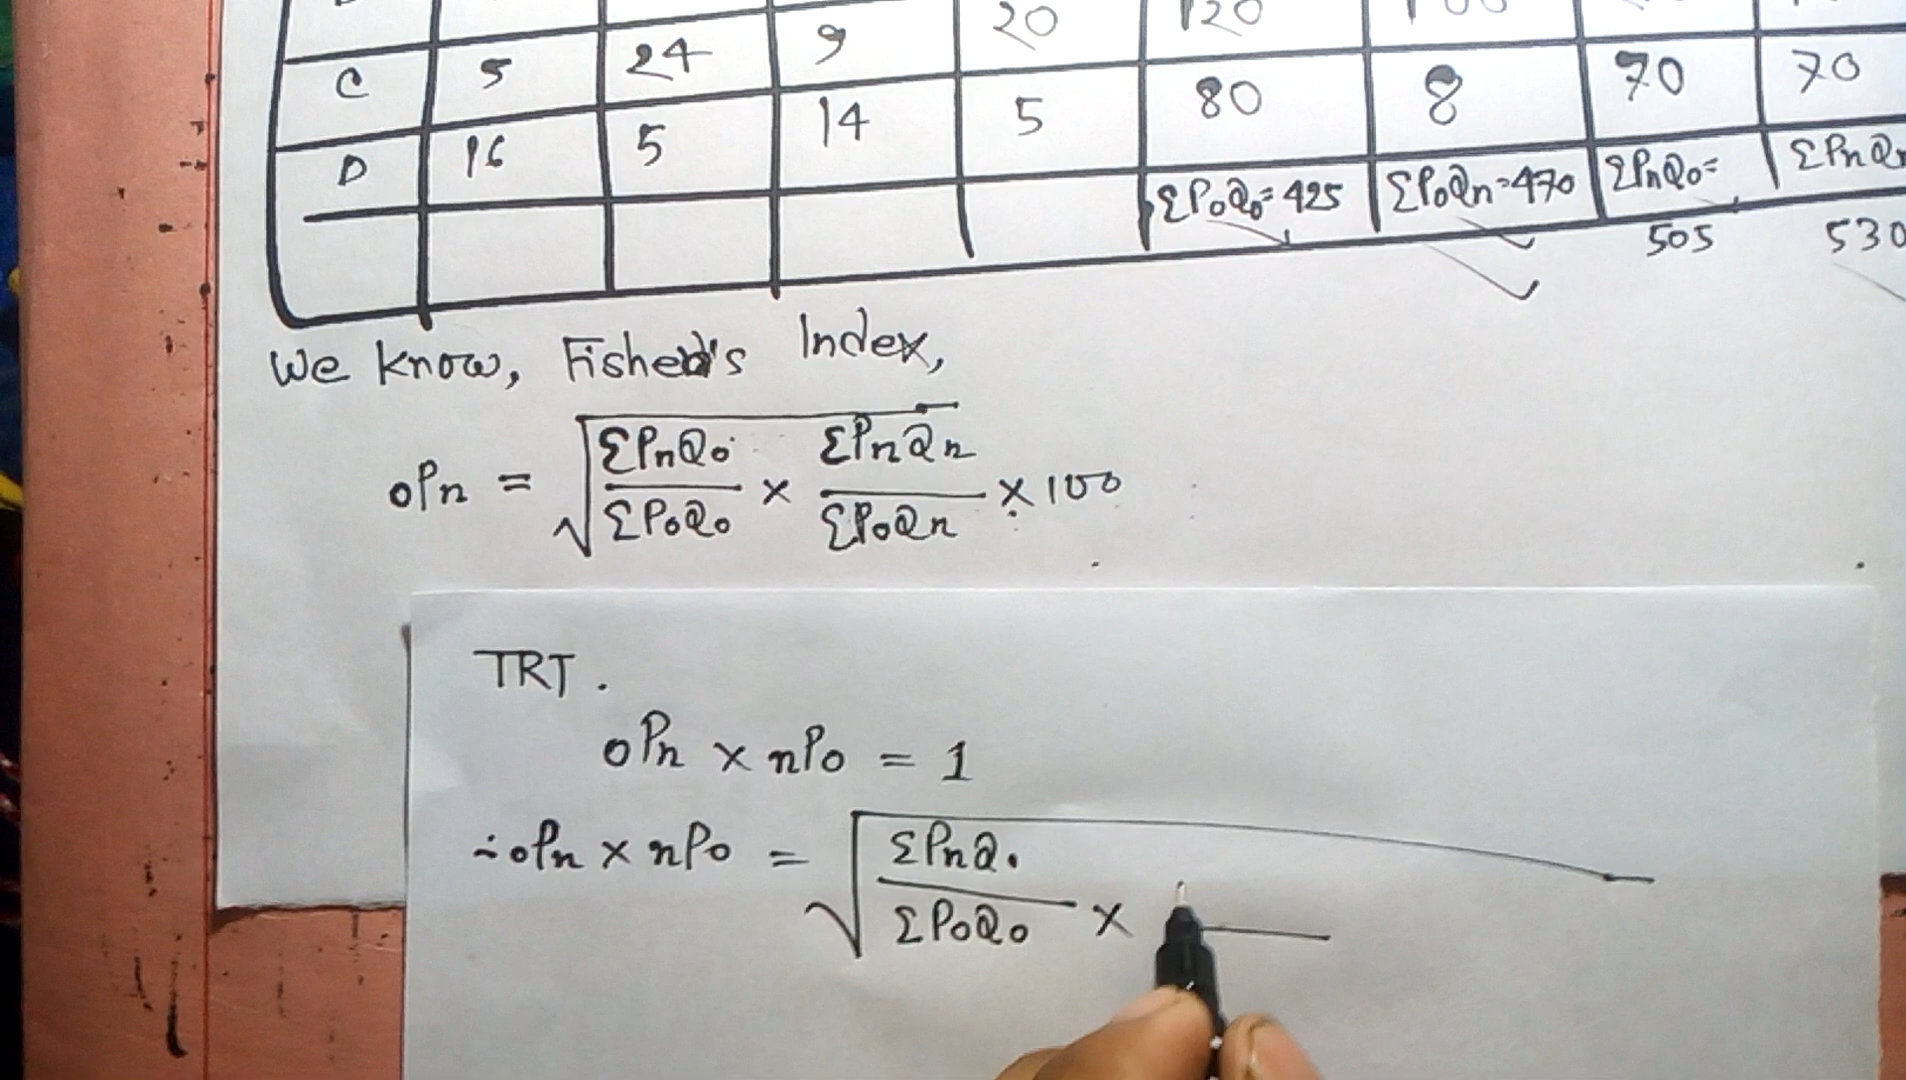 20 120
C 5 24 9 80 8 70 70
D 16 5 14 5
ΣP₀Q₀=425 ΣP₀Qn=470 ΣPnQ₀= ΣPnQn
505 530
We know, Fisher's Index,
₀Pn = √(ΣPnQ₀/ΣP₀Q₀ × ΣPnQn/ΣP₀Qn) × 100
TRT.
₀Pn × nP₀ = 1
∴ ₀Pn × nP₀ = √(ΣPnQ₀/ΣP₀Q₀ ×